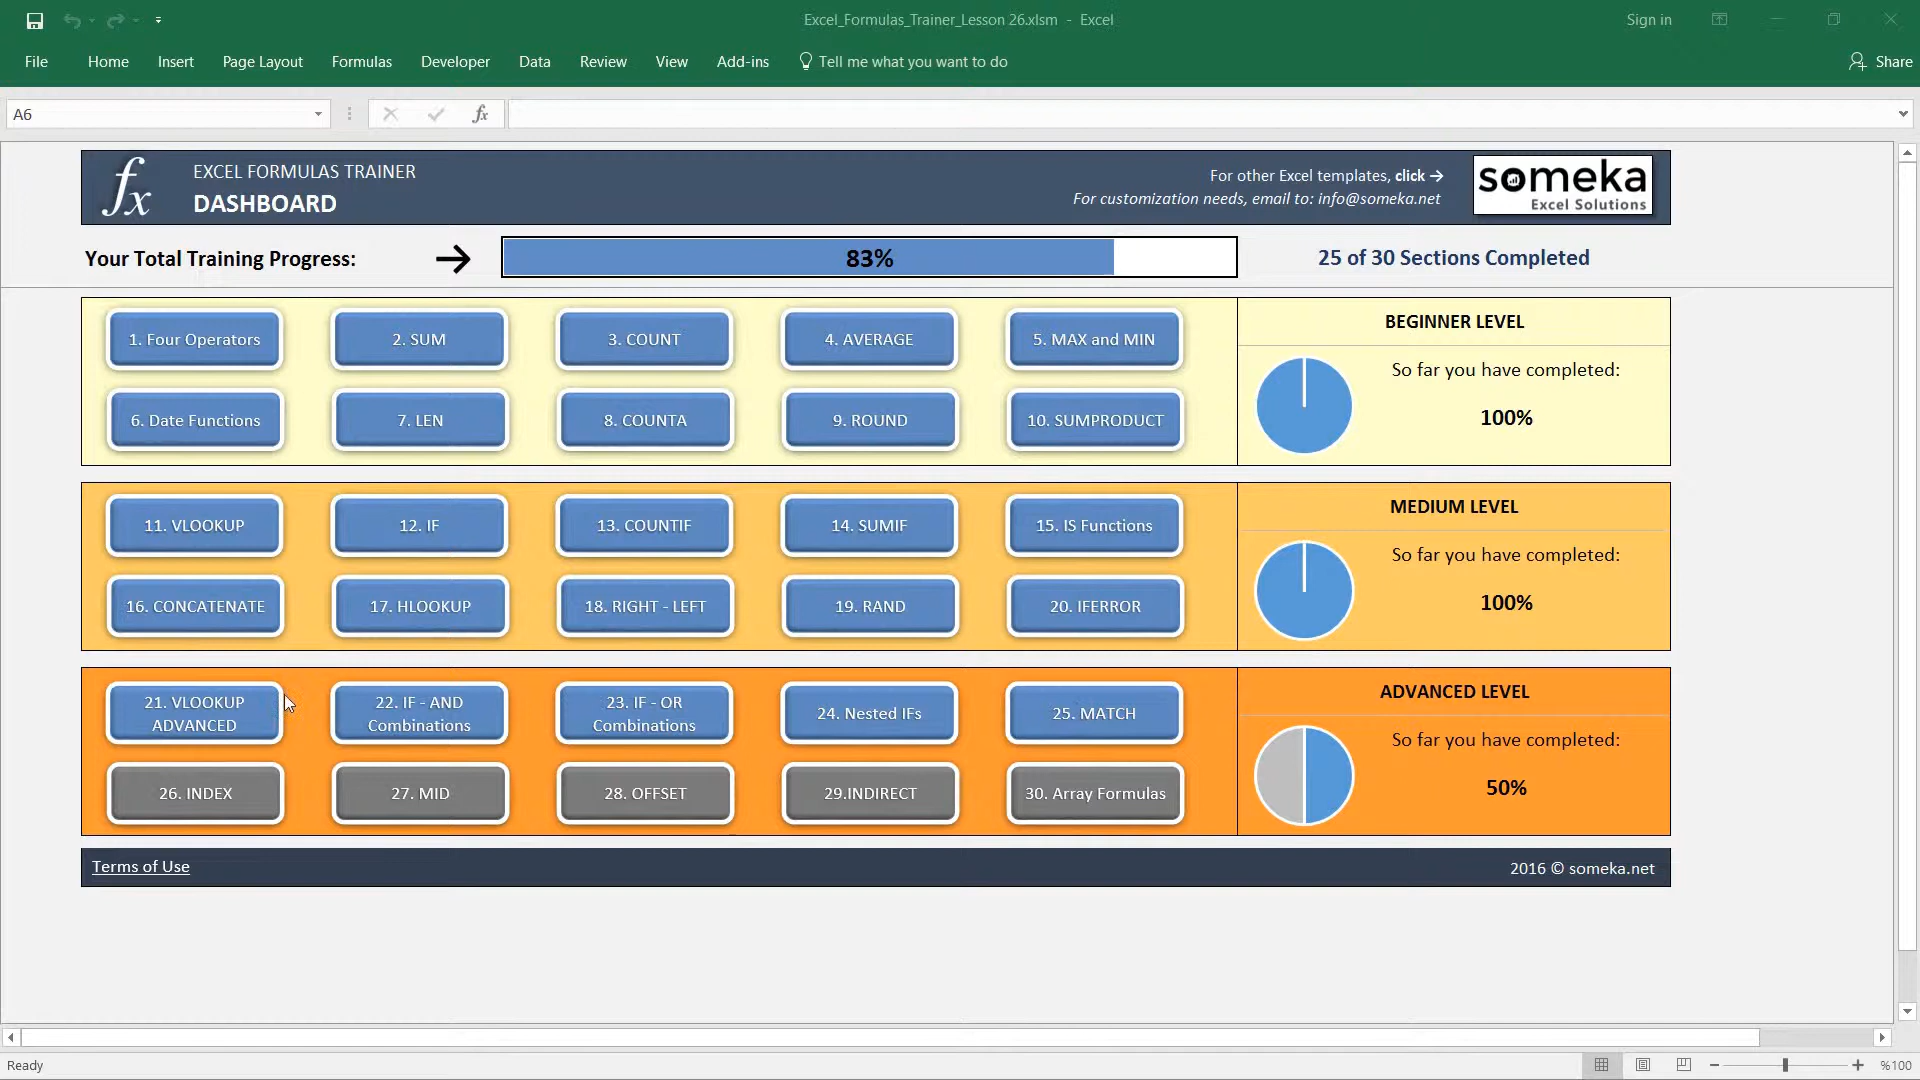 Excel_Formulas_Trainer_Lesson 26.xlsm - Excel
Sign in
File Home Insert Page Layout Formulas Developer Data Review View Add-ins Tell me what you want to do Share
A6
fx
fx
EXCEL FORMULAS TRAINER
DASHBOARD
For other Excel templates, click →
For customization needs, email to: info@someka.net
someka
Excel Solutions
Your Total Training Progress: → 83% 25 of 30 Sections Completed
1. Four Operators
2. SUM
3. COUNT
4. AVERAGE
5. MAX and MIN
6. Date Functions
7. LEN
8. COUNTA
9. ROUND
10. SUMPRODUCT
BEGINNER LEVEL
So far you have completed:
100%
11. VLOOKUP
12. IF
13. COUNTIF
14. SUMIF
15. IS Functions
16. CONCATENATE
17. HLOOKUP
18. RIGHT - LEFT
19. RAND
20. IFERROR
MEDIUM LEVEL
So far you have completed:
100%
21. VLOOKUP
ADVANCED
22. IF - AND
Combinations
23. IF - OR
Combinations
24. Nested IFs
25. MATCH
26. INDEX
27. MID
28. OFFSET
29.INDIRECT
30. Array Formulas
ADVANCED LEVEL
So far you have completed:
50%
Terms of Use
2016 © someka.net
Ready
%100